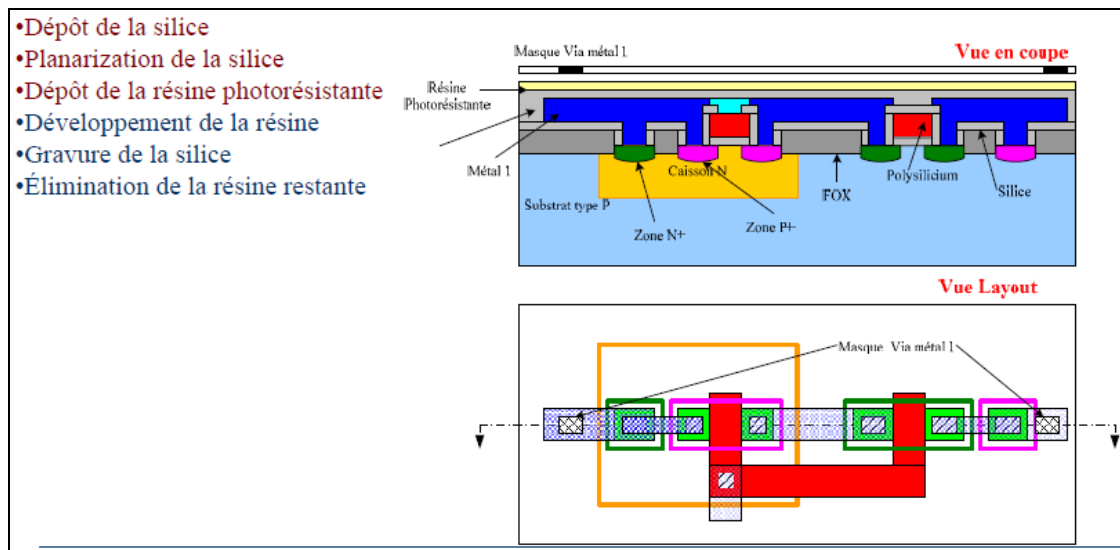 •Dépôt de la silice
•Planarization de la silice
•Dépôt de la résine photorésistante
•Développement de la résine
•Gravure de la silice
•Élimination de la résine restante
Masque Via métal 1
Vue en coupe
Résine
Photorésistante
Métal 1
Caisson N
Polysilicium
Silice
FOX
Substrat type P
Zone N+
Zone P+
Vue Layout
Masque Via métal 1